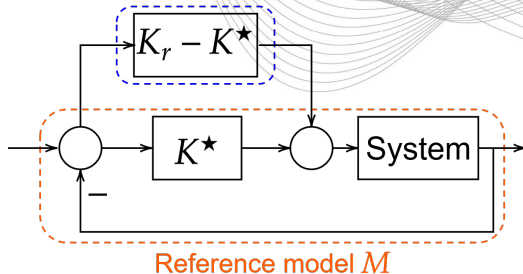 K_r − K★
K★
System
−
Reference model M